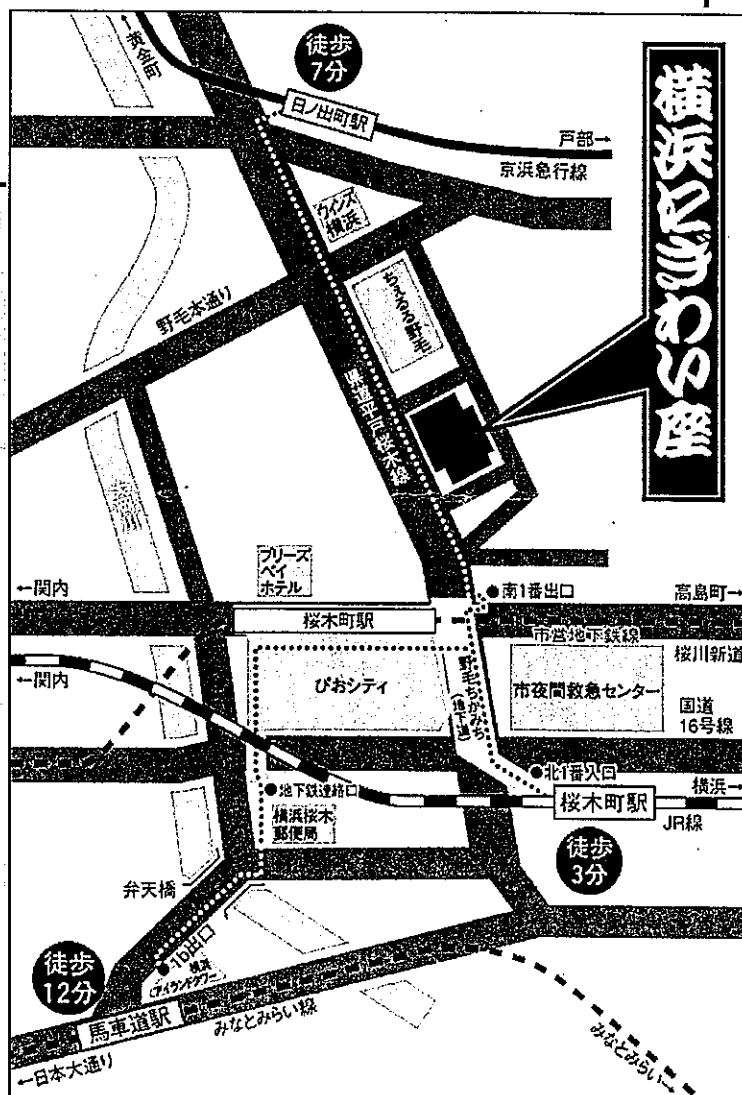 ←黄金町
徒歩
7分
日ノ出町駅
戸部→
京浜急行線
横浜にぎわい座
ウインズ
横浜
野毛本通り
ちぇるる野毛
県道平戸桜木線
ブリーズ
ベイ
ホテル
←関内
桜木町駅
南1番出口
高島町→
市営地下鉄線
桜川新道
←関内
ぴおシティ
野毛ちかみち
(地下道)
市夜間救急センター
国道
16号線
北1番入口
横浜→
地下鉄連絡口
桜木町駅
JR線
横浜桜木
郵便局
徒歩
3分
弁天橋
1b出口
横浜
アイランドタワー
徒歩
12分
馬車道駅
みなとみらい線
←日本大通り
みなとみらい→